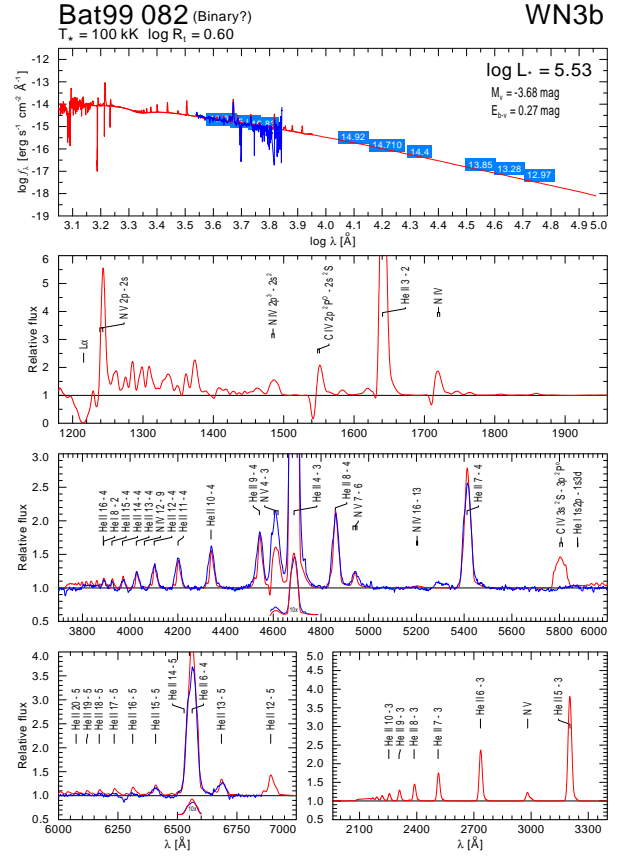 Bat99 082 (Binary?) WN3b
T* = 100 kK log Rt = 0.60
log L* = 5.53
Mv = -3.68 mag
Eb-v = 0.27 mag
14.92 14.710 14.4 13.85 13.28 12.97
-12
-13
-14
-15
-16
-17
-18
-19
log fλ [erg s-1 cm-2 Å-1]
3.1 3.2 3.3 3.4 3.5 3.6 3.7 3.8 3.9 4.0 4.1 4.2 4.3 4.4 4.5 4.6 4.7 4.8 4.9 5.0
log λ [Å]
6
5
4
3
2
1
0
Relative flux
Lα
N V 2p - 2s
N IV 2p3 - 2s2
C IV 2p 2P0 - 2s 2S
He II 3 - 2
N IV
1200 1300 1400 1500 1600 1700 1800 1900
3.0
2.5
2.0
1.5
1.0
0.5
Relative flux
He II 16 - 4
He II 8 - 2
He II 15 - 4
He II 14 - 4
He II 13 - 4
N IV 12 - 9
He II 12 - 4
He II 11 - 4
He II 10 - 4
He II 9 - 4
N V 4 - 3
He II 4 - 3
He II 8 - 4
N V 7 - 6
N IV 16 - 13
He II 7 - 4
C IV 3s 2S - 3p 2P0
He I 1s2p - 1s3d
10x
3800 4000 4200 4400 4600 4800 5000 5200 5400 5600 5800 6000
4.0
3.5
3.0
2.5
2.0
1.5
1.0
0.5
Relative flux
He II 20 - 5
He II 19 - 5
He II 18 - 5
He II 17 - 5
He II 16 - 5
He II 15 - 5
He II 14 - 5
He II 6 - 4
He II 13 - 5
He II 12 - 5
10x
6000 6250 6500 6750 7000
λ [Å]
5.0
4.5
4.0
3.5
3.0
2.5
2.0
1.5
1.0
0.5
He II 10 - 3
He II 9 - 3
He II 8 - 3
He II 7 - 3
He II 6 - 3
N V
He II 5 - 3
2100 2400 2700 3000 3300
λ [Å]